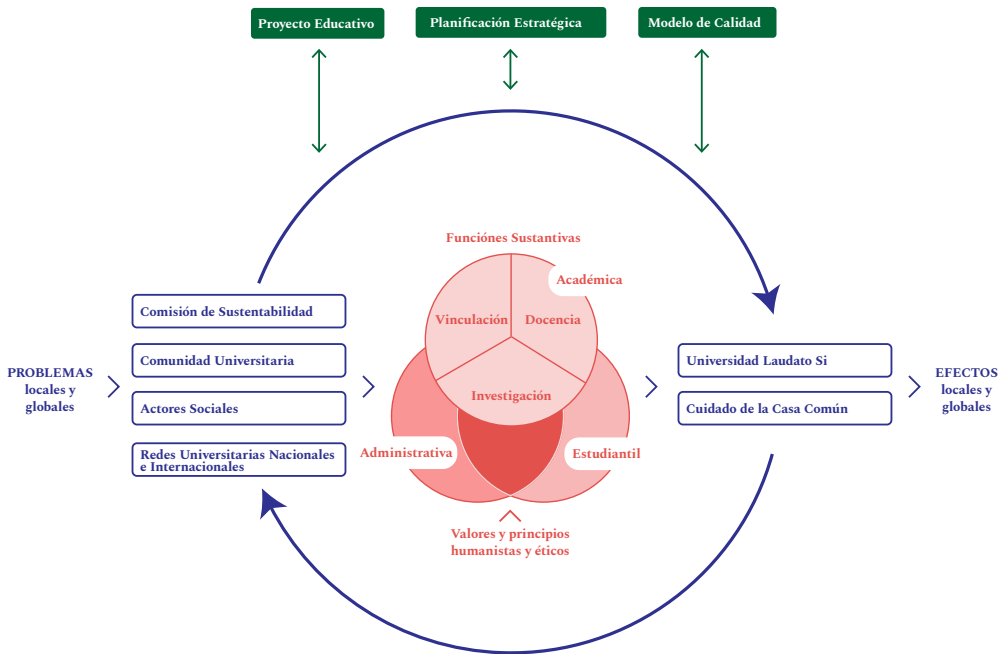 Proyecto Educativo
Planificación Estratégica
Modelo de Calidad
PROBLEMAS
locales y
globales
Comisión de Sustentabilidad
Comunidad Universitaria
Actores Sociales
Redes Universitarias Nacionales
e Internacionales
Funciónes Sustantivas
Académica
Vinculación
Docencia
Investigación
Administrativa
Estudiantil
Valores y principios
humanistas y éticos
Universidad Laudato Si
Cuidado de la Casa Común
EFECTOS
locales y
globales